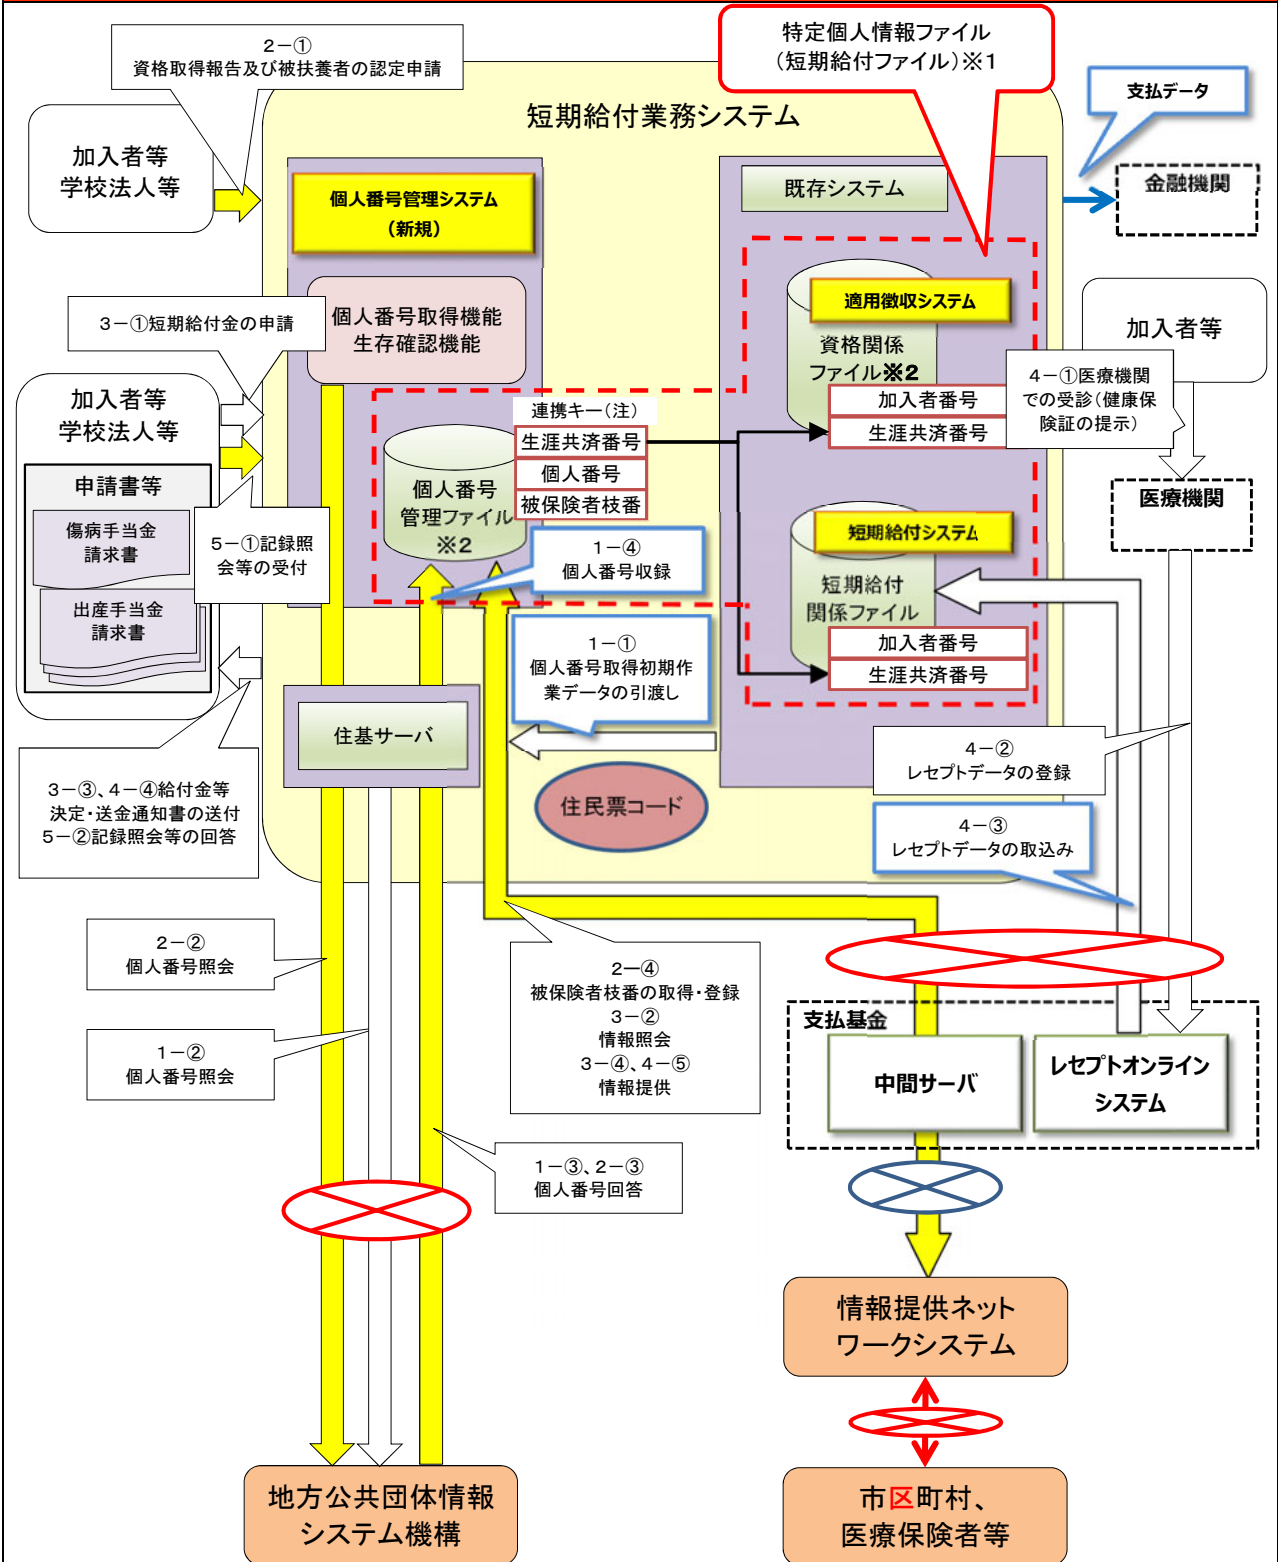 2－①
資格取得報告及び被扶養者の認定申請
特定個人情報ファイル
（短期給付ファイル）※1
支払データ
短期給付業務システム
加入者等
学校法人等
個人番号管理システム
（新規）
既存システム
金融機関
適用徴収システム
資格関係
ファイル※2
加入者番号
生涯共済番号
3－①短期給付金の申請
個人番号取得機能
生存確認機能
加入者等
4－①医療機関
での受診（健康保
険証の提示）
加入者等
学校法人等
連携キー（注）
生涯共済番号
個人番号
被保険者枝番
個人番号
管理ファイル
※2
申請書等
傷病手当金
請求書
出産手当金
請求書
5－①記録照
会等の受付
医療機関
短期給付システム
短期給付
関係ファイル
加入者番号
生涯共済番号
1－④
個人番号収録
1－①
個人番号取得初期作
業データの引渡し
住基サーバ
住民票コード
4－②
レセプトデータの登録
3－③、4－④給付金等
決定・送金通知書の送付
5－②記録照会等の回答
4－③
レセプトデータの取込み
2－②
個人番号照会
2－④
被保険者枝番の取得・登録
3－②
情報照会
3－④、4－⑤
情報提供
1－②
個人番号照会
支払基金
中間サーバ
レセプトオンライン
システム
1－③、2－③
個人番号回答
情報提供ネット
ワークシステム
地方公共団体情報
システム機構
市区町村、
医療保険者等